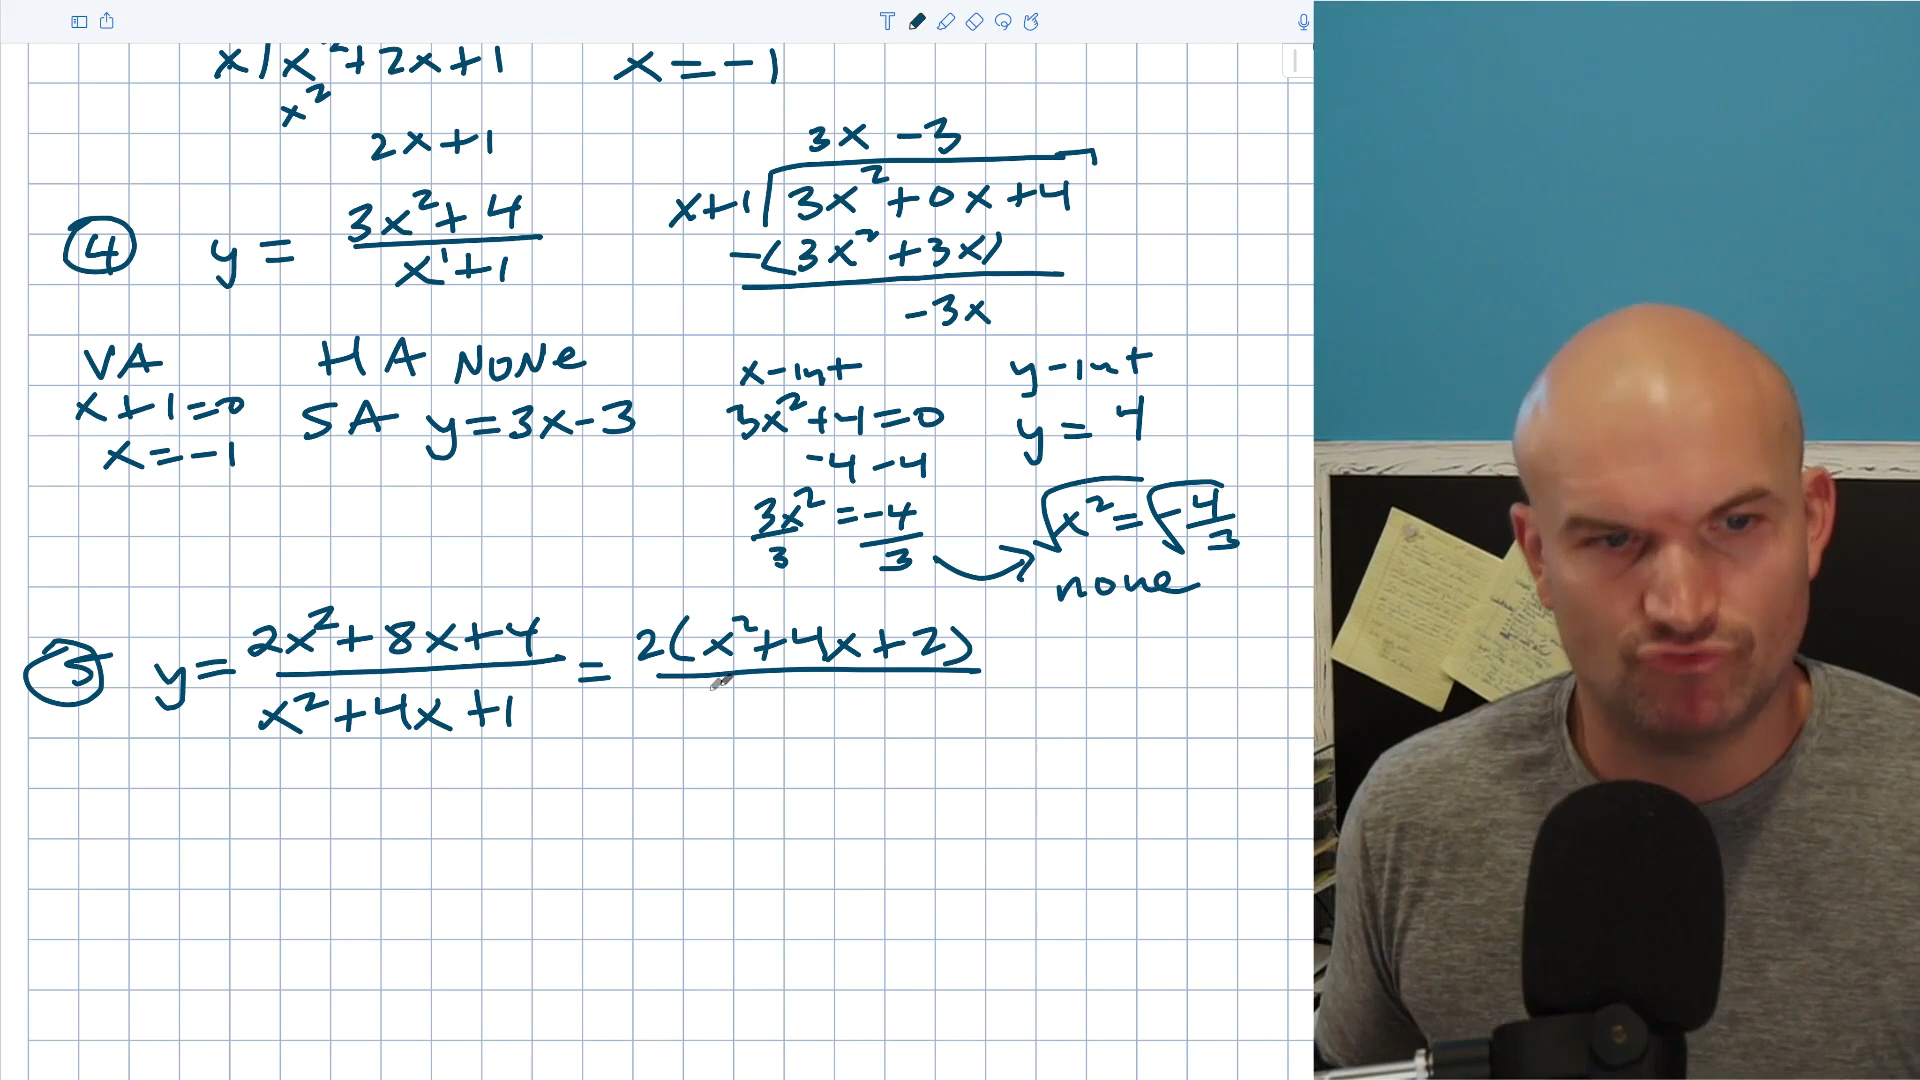 x √x² + 2x + 1
x = -1
x²
2x + 1
④ y = (3x² + 4)/(x¹ + 1)
3x - 3
x+1 √3x² + 0x + 4
-(3x² + 3x)
-3x
VA
x + 1 = 0
x = -1
HA NONe
SA y = 3x - 3
x-int
3x² + 4 = 0
-4 -4
3x²/3 = -4/3
y-int
y = 4
√x² = √-4/3
none
⑤ y = (2x² + 8x + 4)/(x² + 4x + 1) = 2(x² + 4x + 2)